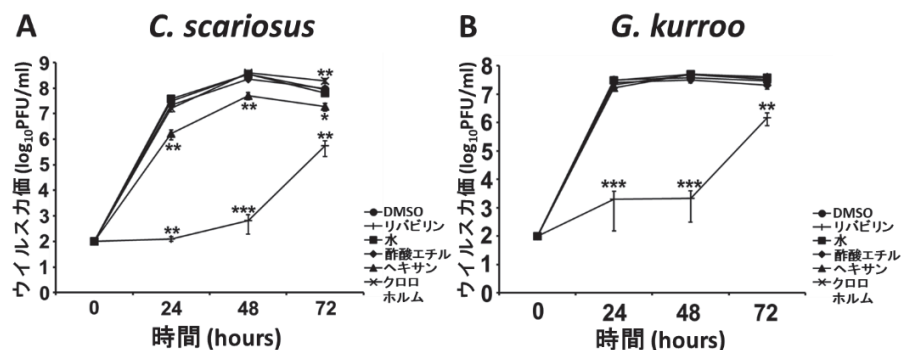 A
C. scariosus
ウイルス力価 (log10PFU/ml)
9
8
7
6
5
4
3
2
1
0
**
**
*
**
**
**
***
0
24
48
72
時間 (hours)
DMSO
リバビリン
水
酢酸エチル
ヘキサン
クロロ
ホルム
B
G. kurroo
ウイルス力価 (log10PFU/ml)
8
7
6
5
4
3
2
1
0
**
***
***
0
24
48
72
時間 (hours)
DMSO
リバビリン
水
酢酸エチル
ヘキサン
クロロ
ホルム